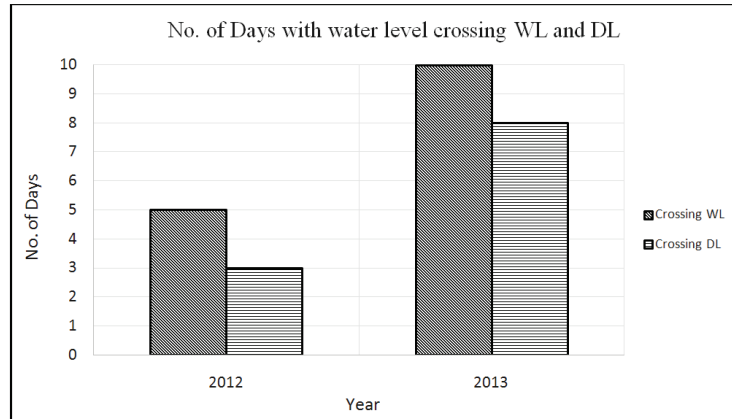 No. of Days with water level crossing WL and DL
10
9
8
7
6
5
4
3
2
1
0
No. of Days
2012
2013
Year
Crossing WL
Crossing DL